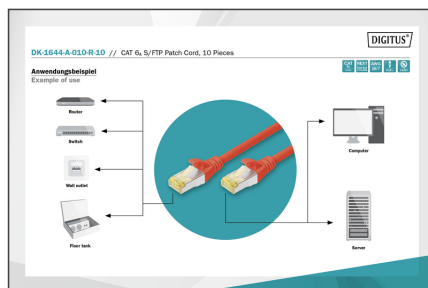 DIGITUS®
DK-1644-A-010-R-10 // CAT 6A S/FTP Patch Cord, 10 Pieces
Anwendungsbeispiel
Example of use
Router
Switch
Wall outlet
Floor tank
Computer
Server